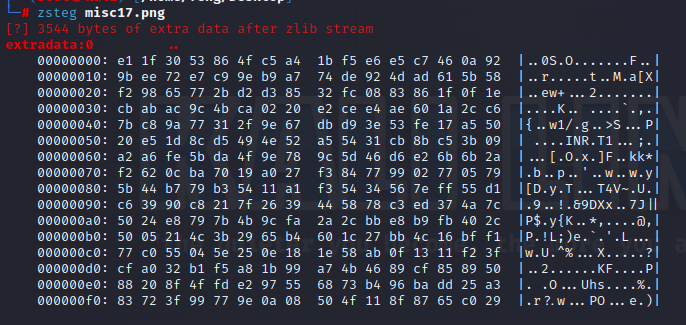 # zsteg misc17.png
[?] 3544 bytes of extra data after zlib stream
extradata:0 ..
00000000: e1 1f 30 53 86 4f c5 a4 1b f5 e6 e5 c7 46 0a 92 |..0S.O.......F..|
00000010: 9b ee 72 e7 c9 9e b9 a7 74 de 92 4d ad 61 5b 58 |..r.....t..M.a[X|
00000020: f2 98 65 77 2b d2 d3 85 32 fc 08 83 86 1f 0f 1e |..ew+...2.......|
00000030: cb ab ac 9c 4b ca 02 20 e2 ce e4 ae 60 1a 2c c6 |....K.. ....`.,.|
00000040: 7b c8 9a 77 31 2f 9e 67 db d9 3e 53 fe 17 a5 50 |{..w1/.g..>S...P|
00000050: 20 e5 1d 8c d5 49 4e 52 a5 54 31 cb 8b c5 3b 09 | ....INR.T1...;.|
00000060: a2 a6 fe 5b da 4f 9e 78 9c 5d 46 d6 e2 6b 6b 2a |...[.O.x.]F..kk*|
00000070: f2 62 0c ba 70 19 a0 27 f3 84 77 99 02 77 05 79 |.b..p..'..w..w.y|
00000080: 5b 44 b7 79 b3 54 11 a1 f3 54 34 56 7e ff 55 d1 |[D.y.T...T4V~.U.|
00000090: c6 39 90 c8 21 7f 26 39 44 58 78 c3 ed 37 4a 7c |.9..!.&9DXx..7J||
000000a0: 50 24 e8 79 7b 4b 9c fa 2a 2c bb e8 b9 fb 40 2c |P$.y{K..*,....@,|
000000b0: 50 05 21 4c 3b 29 65 b4 60 c1 27 bb 4c 16 bf f1 |P.!L;)e.`.'.L...|
000000c0: 77 c0 55 04 5e 25 0e 18 1e 58 ab 0f 13 11 f2 3f |w.U.^%...X.....?|
000000d0: cf a0 32 b1 f5 a8 1b 99 a7 4b 46 89 cf 85 89 50 |..2......KF....P|
000000e0: 88 20 8f 4f fd e2 97 55 68 73 b4 96 ba dd 25 a3 |. .O...Uhs....%.|
000000f0: 83 72 3f 99 77 9e 0a 08 50 4f 11 8f 87 65 c0 29 |.r?.w...PO...e.)|